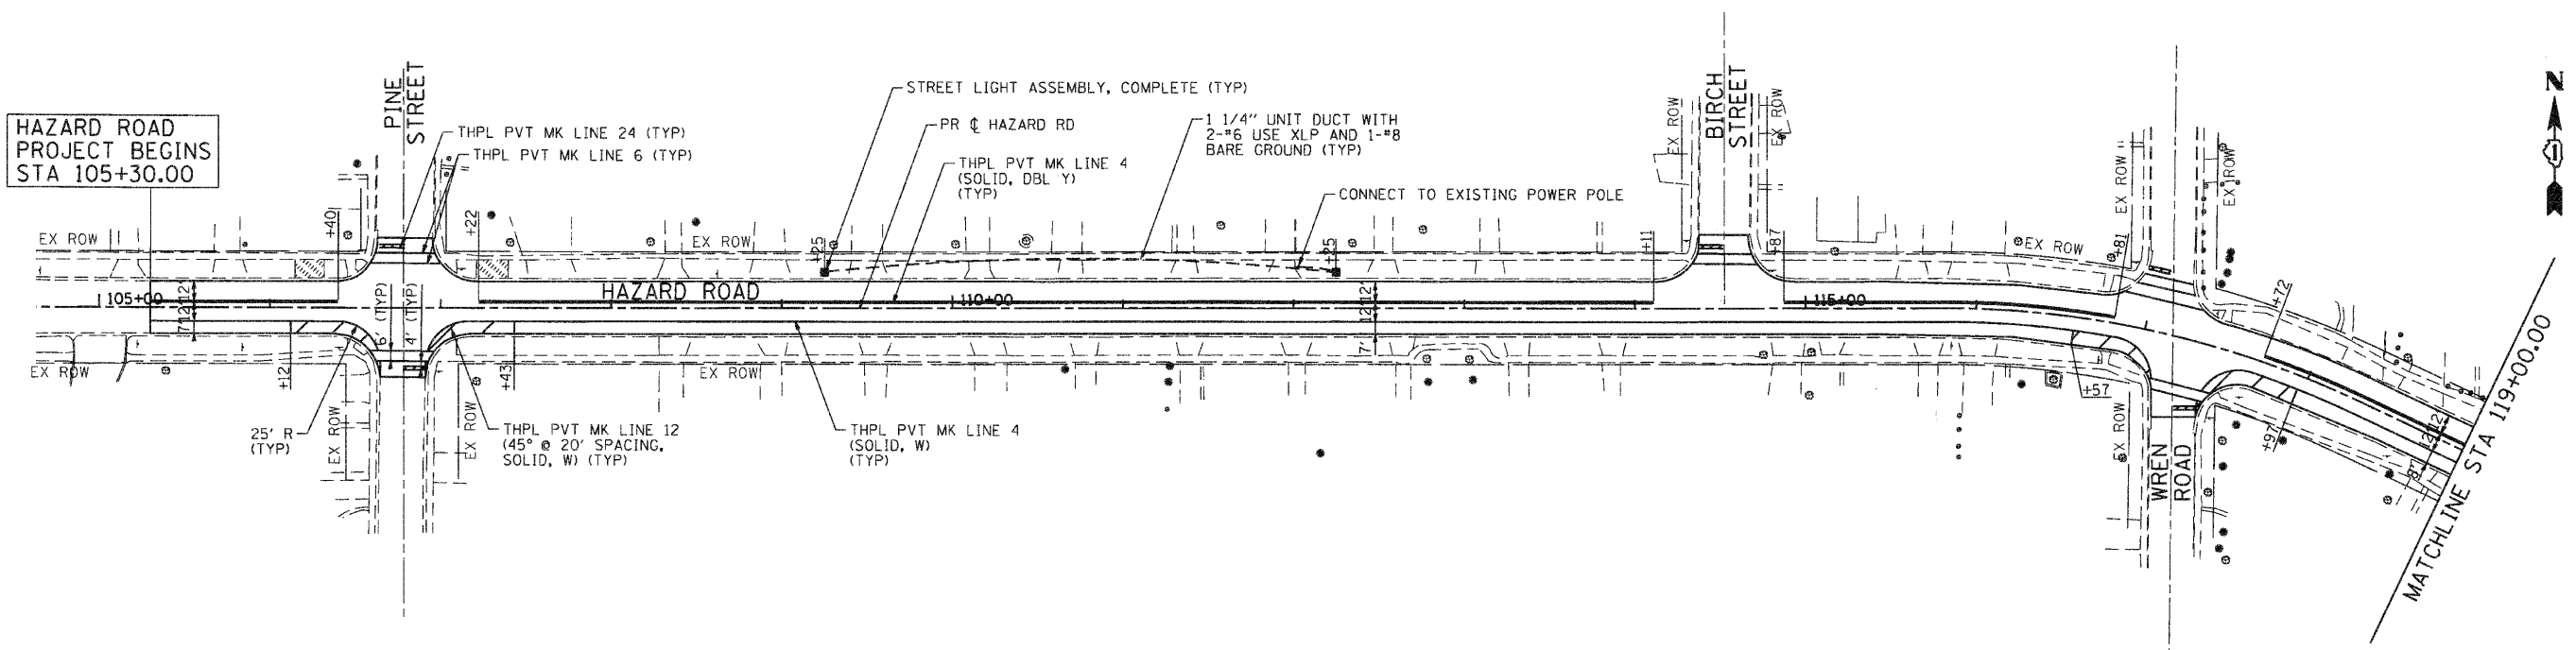 HAZARD ROAD
PROJECT BEGINS
STA 105+30.00
PINE
STREET
THPL PVT MK LINE 24 (TYP)
THPL PVT MK LINE 6 (TYP)
STREET LIGHT ASSEMBLY, COMPLETE (TYP)
PR ℄ HAZARD RD
THPL PVT MK LINE 4
(SOLID, DBL Y)
(TYP)
1 1/4" UNIT DUCT WITH
2-#6 USE XLP AND 1-#8
BARE GROUND (TYP)
CONNECT TO EXISTING POWER POLE
BIRCH
STREET
EX ROW
EX ROW
EX ROW
EX ROW
N
EX ROW
+40
+22
EX ROW
+25
+25
+11
+87
EX ROW
+81
+72
105+00
12'
12'
7'
6' (TYP)
4' (TYP)
HAZARD ROAD
110+00
12'
12'
7'
115+00
EX ROW
+12
+43
EX ROW
+57
+97
12'
12'
8'
25' R
(TYP)
EX ROW
EX ROW
THPL PVT MK LINE 12
(45° @ 20' SPACING,
SOLID, W) (TYP)
THPL PVT MK LINE 4
(SOLID, W)
(TYP)
EX ROW
WREN
ROAD
MATCHLINE STA 119+00.00